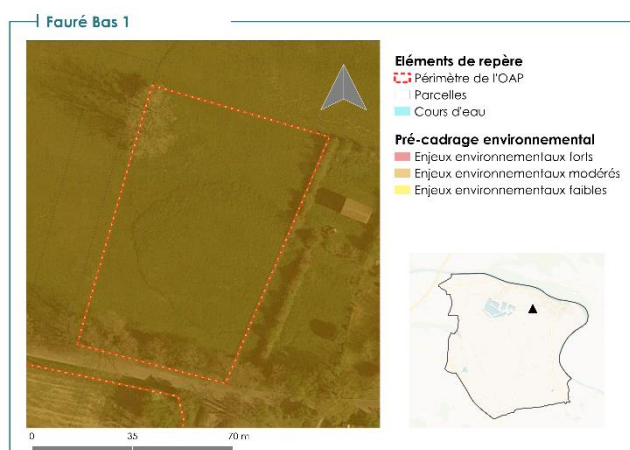 Fauré Bas 1
Eléments de repère
Périmètre de l'OAP
Parcelles
Cours d'eau
Pré-cadrage environnemental
Enjeux environnementaux forts
Enjeux environnementaux modérés
Enjeux environnementaux faibles
0 35 70 m